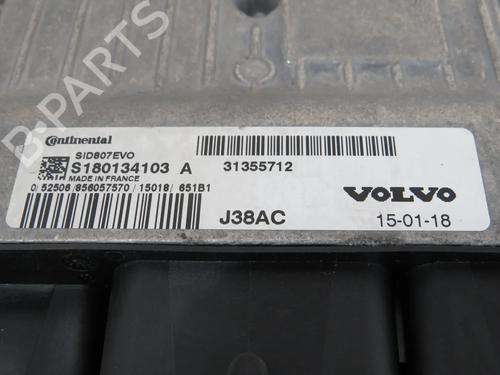 B-PARTS
Continental
SID807EVO
S180134103 A
MADE IN FRANCE
0/52506/856057570/15018/651B1
31355712
VOLVO
J38AC
15-01-18